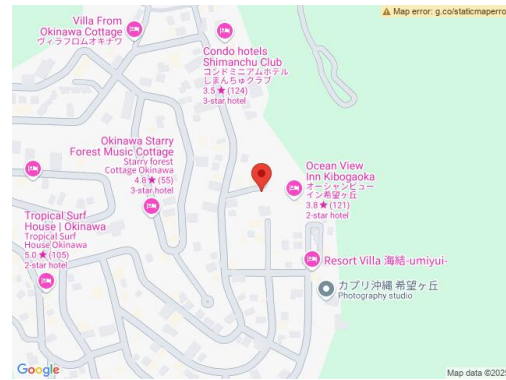 Map error: g.co/staticmaperro
Villa From
Okinawa Cottage
ヴィラフロムオキナワ
Condo hotels
Shimanchu Club
コンドミニアムホテル
しまんちゅクラブ
3.5 ★ (124)
3-star hotel
Okinawa Starry
Forest Music Cottage
Starry forest
Cottage Okinawa
4.8 ★ (55)
3-star hotel
Ocean View
Inn Kibogaoka
オーシャンビュー
イン希望ヶ丘
3.8 ★ (121)
2-star hotel
Tropical Surf
House | Okinawa
Tropical Surf
House Okinawa
5.0 ★ (105)
2-star hotel
Resort Villa 海結-umiyui-
カプリ沖縄 希望ヶ丘
Photography studio
Google
Map data ©202